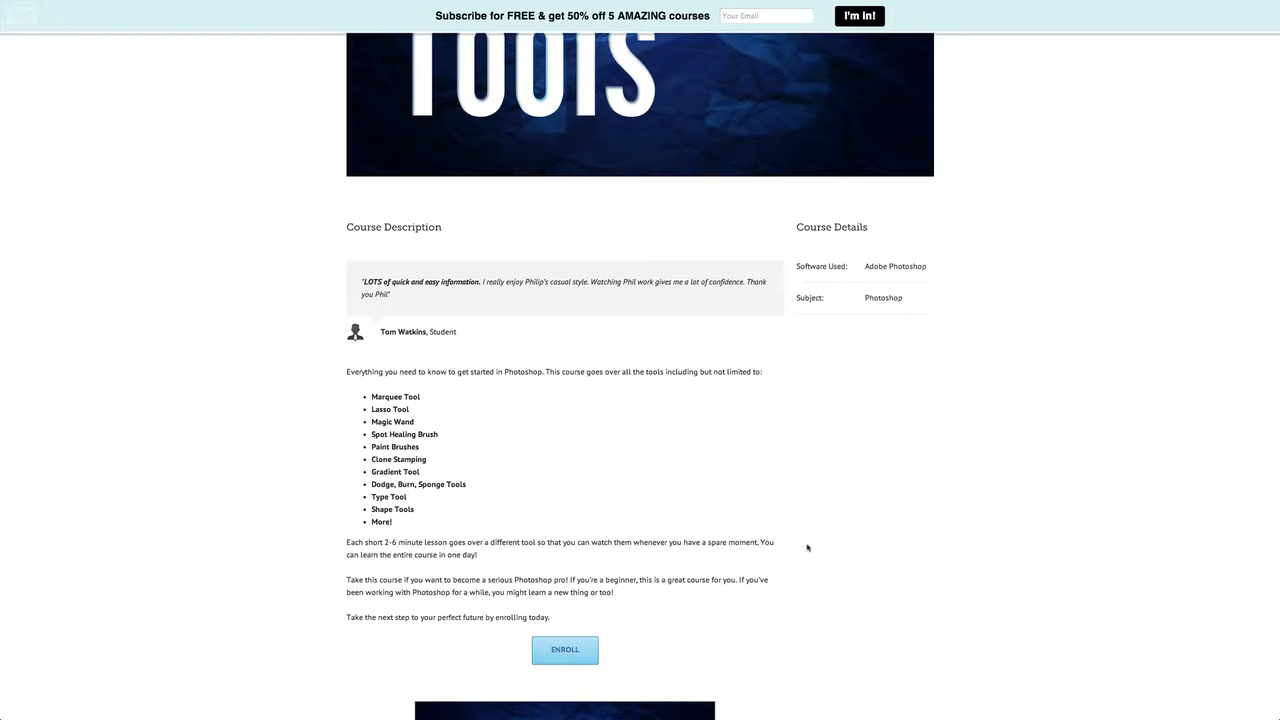 Subscribe for FREE & get 50% off 5 AMAZING courses
Your Email
I'm in!
TOOLS
Course Description
Course Details
"LOTS of quick and easy information. I really enjoy Philip's casual style. Watching Phil work gives me a lot of confidence. Thank
you Phil"
Software Used: Adobe Photoshop
Subject: Photoshop
Tom Watkins, Student
Everything you need to know to get started in Photoshop. This course goes over all the tools including but not limited to:
• Marquee Tool
• Lasso Tool
• Magic Wand
• Spot Healing Brush
• Paint Brushes
• Clone Stamping
• Gradient Tool
• Dodge, Burn, Sponge Tools
• Type Tool
• Shape Tools
• More!
Each short 2-6 minute lesson goes over a different tool so that you can watch them whenever you have a spare moment. You
can learn the entire course in one day!
Take this course if you want to become a serious Photoshop pro! If you're a beginner, this is a great course for you. If you've
been working with Photoshop for a while, you might learn a new thing or too!
Take the next step to your perfect future by enrolling today.
ENROLL